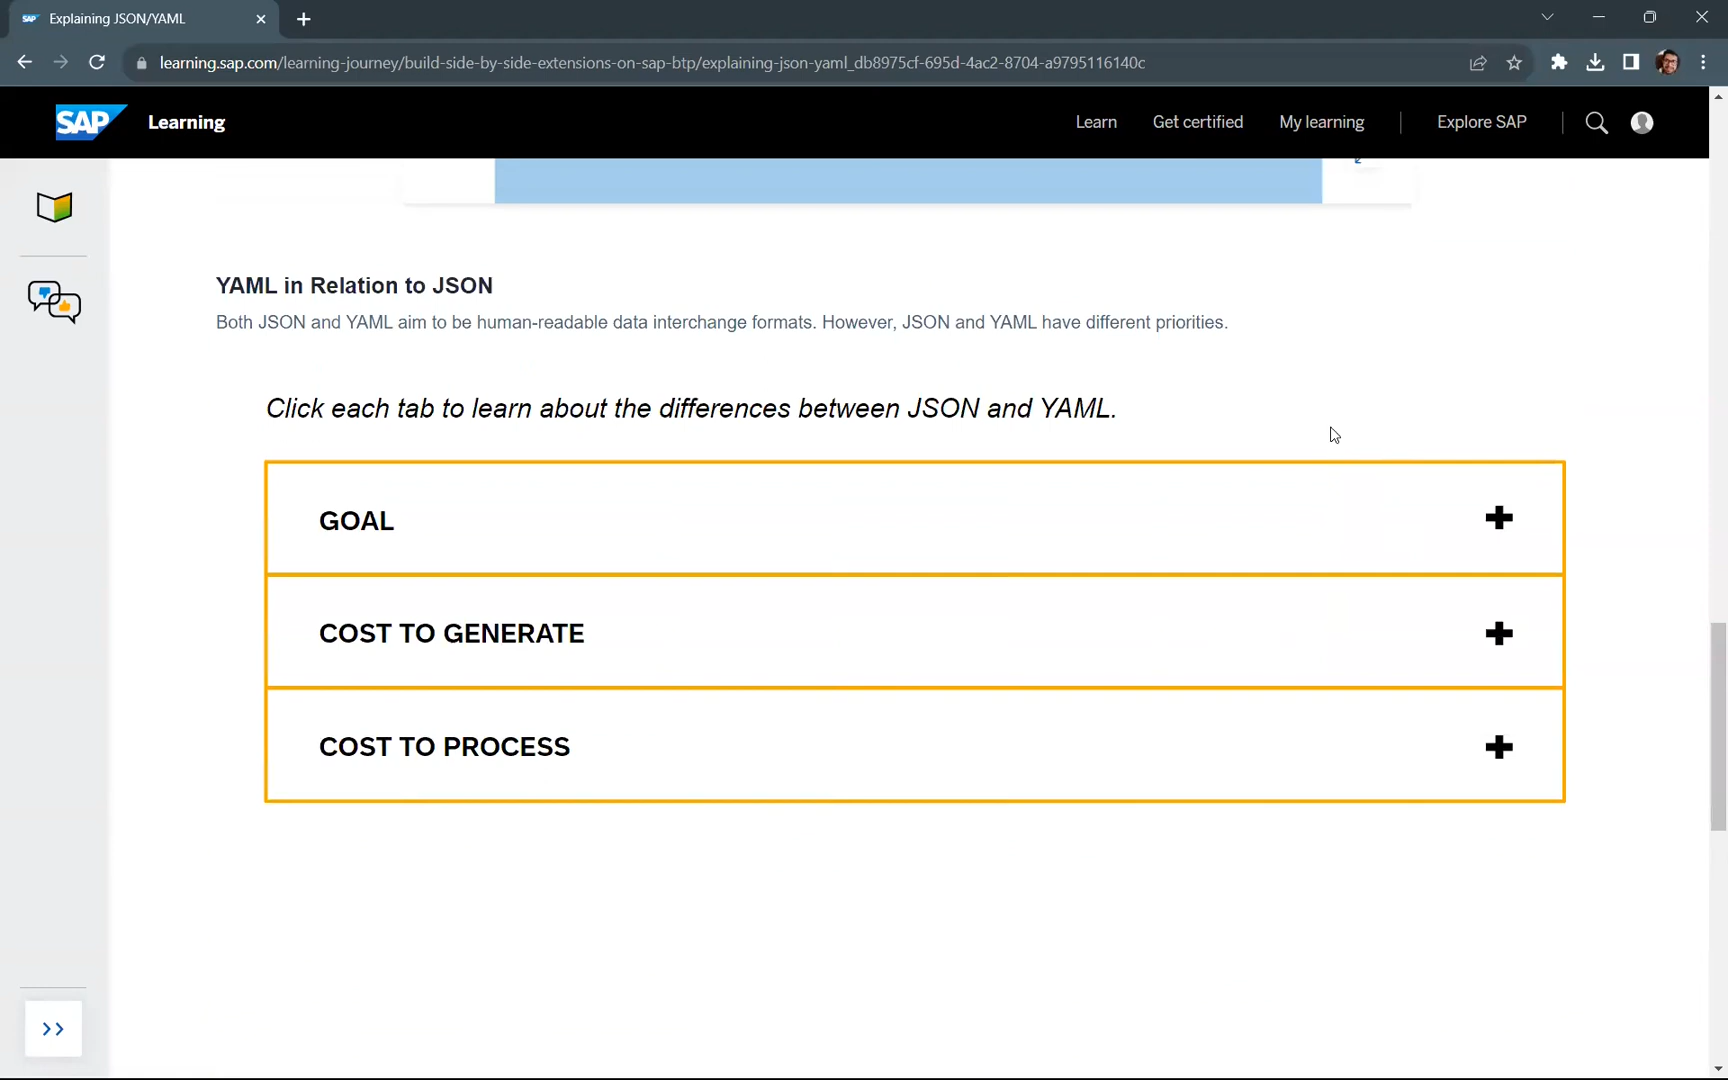 SAP Explaining JSON/YAML
learning.sap.com/learning-journey/build-side-by-side-extensions-on-sap-btp/explaining-json-yaml_db8975cf-695d-4ac2-8704-a9795116140c
SAP Learning Learn Get certified My learning Explore SAP
YAML in Relation to JSON
Both JSON and YAML aim to be human-readable data interchange formats. However, JSON and YAML have different priorities.
Click each tab to learn about the differences between JSON and YAML.
GOAL
COST TO GENERATE
COST TO PROCESS